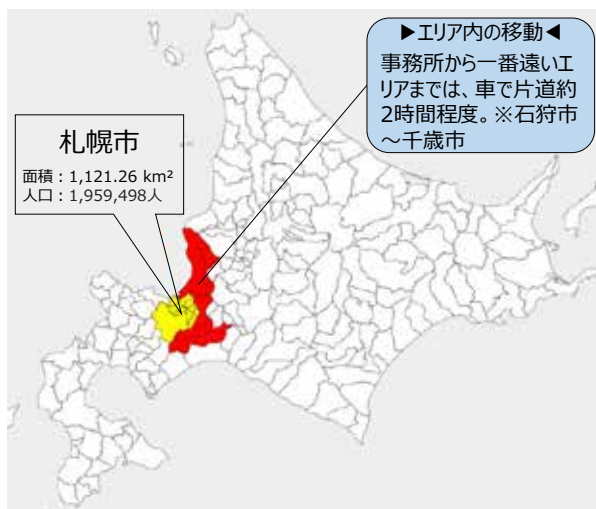 ▶エリア内の移動◀
事務所から一番遠いエ
リアまでは、車で片道約
2時間程度。※石狩市
～千歳市
札幌市
面積：1,121.26 km²
人口：1,959,498人